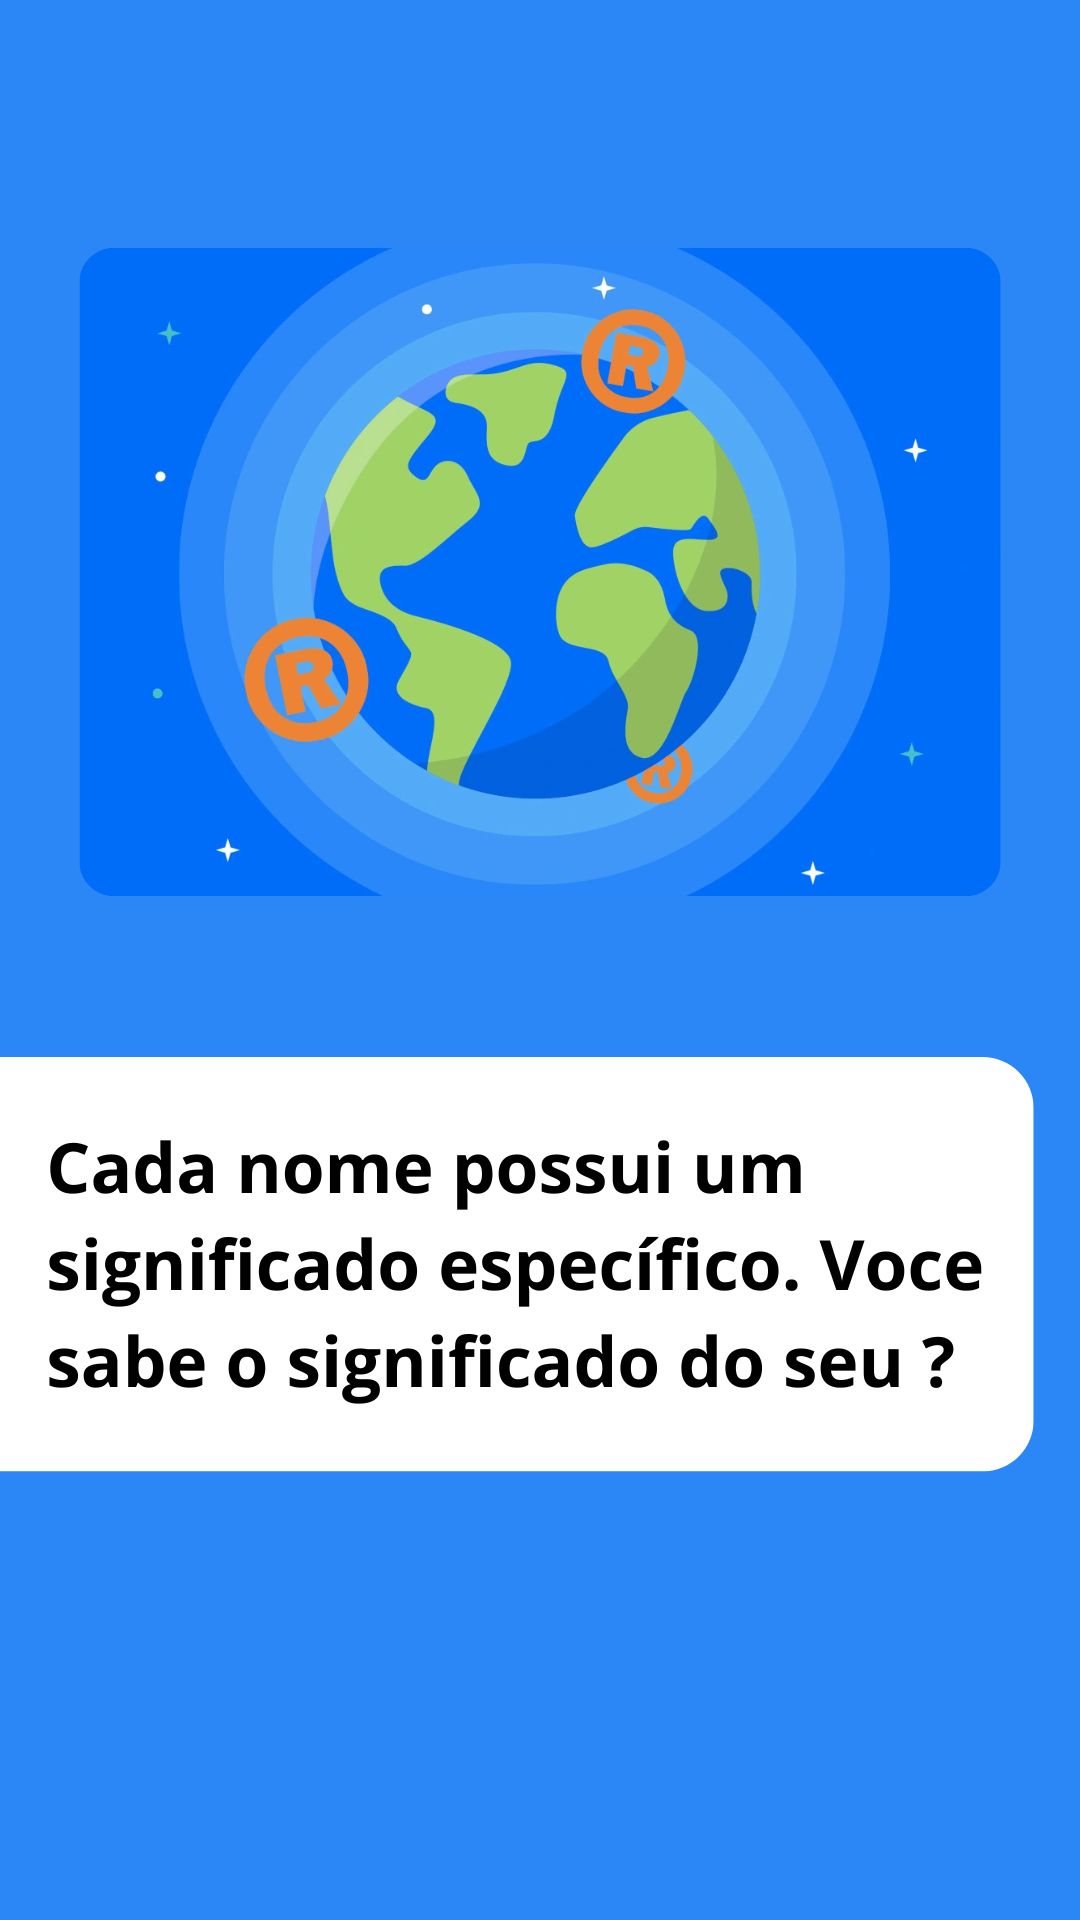 R
R
R
Cada nome possui um
significado específico. Voce
sabe o significado do seu ?